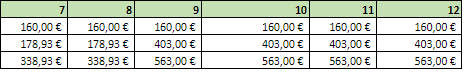 7 8 9 10 11 12
160,00 € 160,00 € 160,00 € 160,00 € 160,00 € 160,00 €
178,93 € 178,93 € 403,00 € 403,00 € 403,00 € 403,00 €
338,93 € 338,93 € 563,00 € 563,00 € 563,00 € 563,00 €